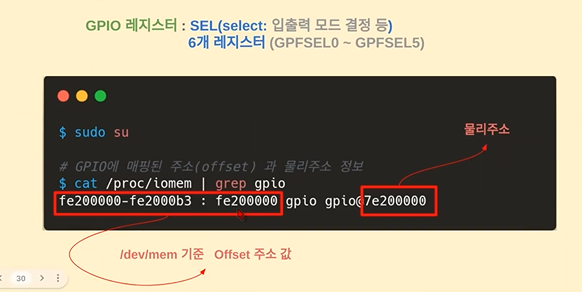 GPIO 레지스터 : SEL(select: 입출력 모드 결정 등)
6개 레지스터 (GPFSEL0 ~ GPFSEL5)
$ sudo su
물리주소
# GPIO에 매핑된 주소(offset) 과 물리주소 정보
$ cat /proc/iomem | grep gpio
fe200000-fe2000b3 : fe200000 gpio gpio@7e200000
/dev/mem 기준 Offset 주소 값
30